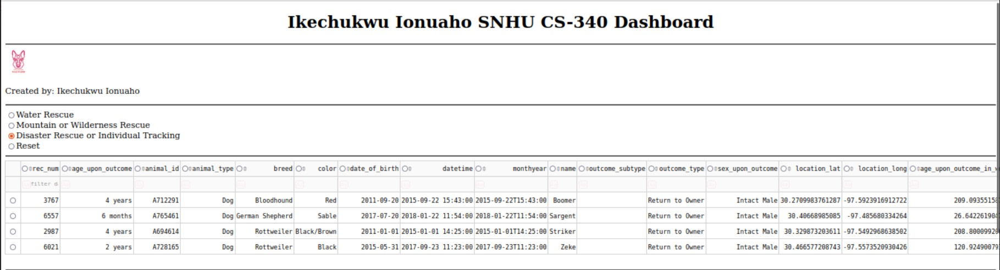 Ikechukwu Ionuaho SNHU CS-340 Dashboard
Created by: Ikechukwu Ionuaho
Water Rescue
Mountain or Wilderness Rescue
Disaster Rescue or Individual Tracking
Reset
rec_num age_upon_outcome animal_id animal_type breed color date_of_birth datetime monthyear name outcome_subtype outcome_type sex_upon_outcome location_lat location_long age_upon_outcome_in_w
filter d
3767 4 years A712291 Dog Bloodhound Red 2011-09-20 2015-09-22 15:43:00 2015-09-22T15:43:00 Boomer Return to Owner Intact Male 30.2709983761287 -97.5923916912722 209.09355158
6557 6 months A765461 Dog German Shepherd Sable 2017-07-20 2018-01-22 11:54:00 2018-01-22T11:54:00 Sargent Return to Owner Intact Male 30.40668985085 -97.485680334264 26.642261904
2987 4 years A694614 Dog Rottweiler Black/Brown 2011-01-01 2015-01-01 14:25:00 2015-01-01T14:25:00 Striker Return to Owner Intact Male 30.329873203611 -97.5492968638502 208.80009920
6021 2 years A728165 Dog Rottweiler Black 2015-05-31 2017-09-23 11:23:00 2017-09-23T11:23:00 Zeke Return to Owner Intact Male 30.466577208743 -97.5573520930426 120.92490079